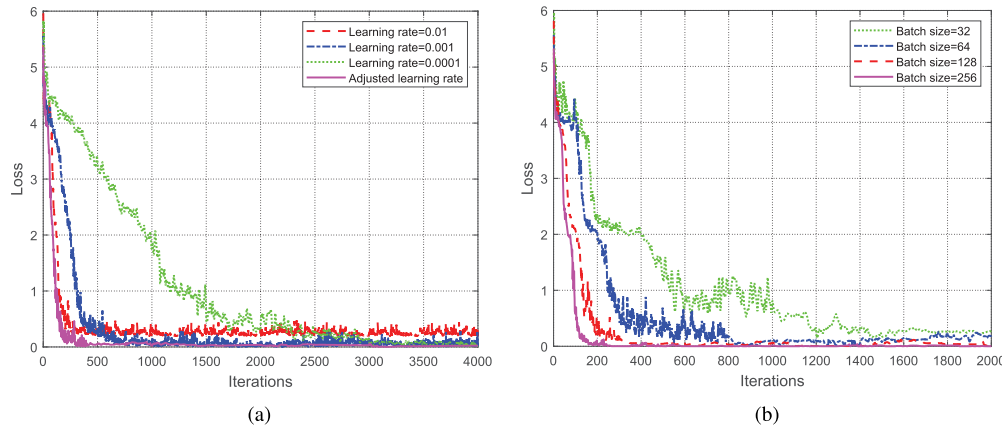 6
5
4
3
2
1
0
Loss
0 500 1000 1500 2000 2500 3000 3500 4000
Iterations
Learning rate=0.01
Learning rate=0.001
Learning rate=0.0001
Adjusted learning rate
(a)
6
5
4
3
2
1
0
Loss
0 200 400 600 800 1000 1200 1400 1600 1800 2000
Iterations
Batch size=32
Batch size=64
Batch size=128
Batch size=256
(b)